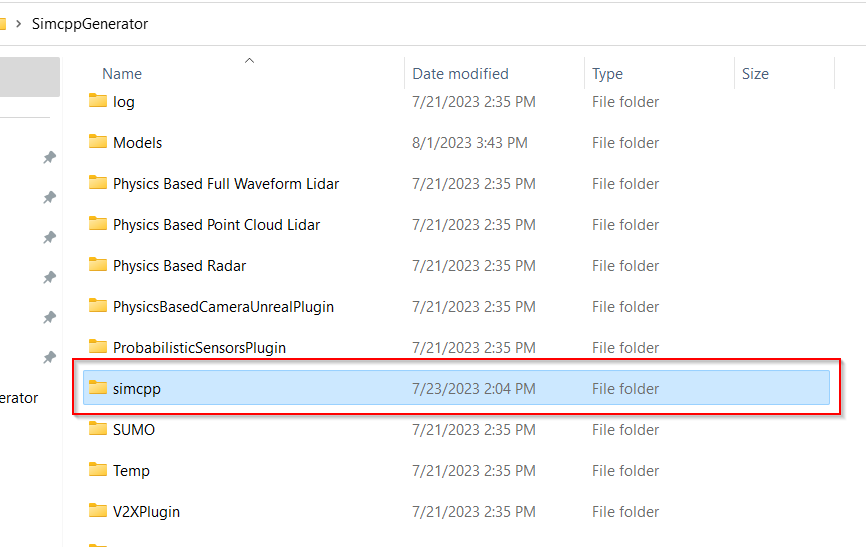 SimcppGenerator
Name Date modified Type Size
log 7/21/2023 2:35 PM File folder
Models 8/1/2023 3:43 PM File folder
Physics Based Full Waveform Lidar 7/21/2023 2:35 PM File folder
Physics Based Point Cloud Lidar 7/21/2023 2:35 PM File folder
Physics Based Radar 7/21/2023 2:35 PM File folder
PhysicsBasedCameraUnrealPlugin 7/21/2023 2:35 PM File folder
ProbabilisticSensorsPlugin 7/21/2023 2:35 PM File folder
simcpp 7/23/2023 2:04 PM File folder
erator
SUMO 7/21/2023 2:35 PM File folder
Temp 7/21/2023 2:35 PM File folder
V2XPlugin 7/21/2023 2:35 PM File folder